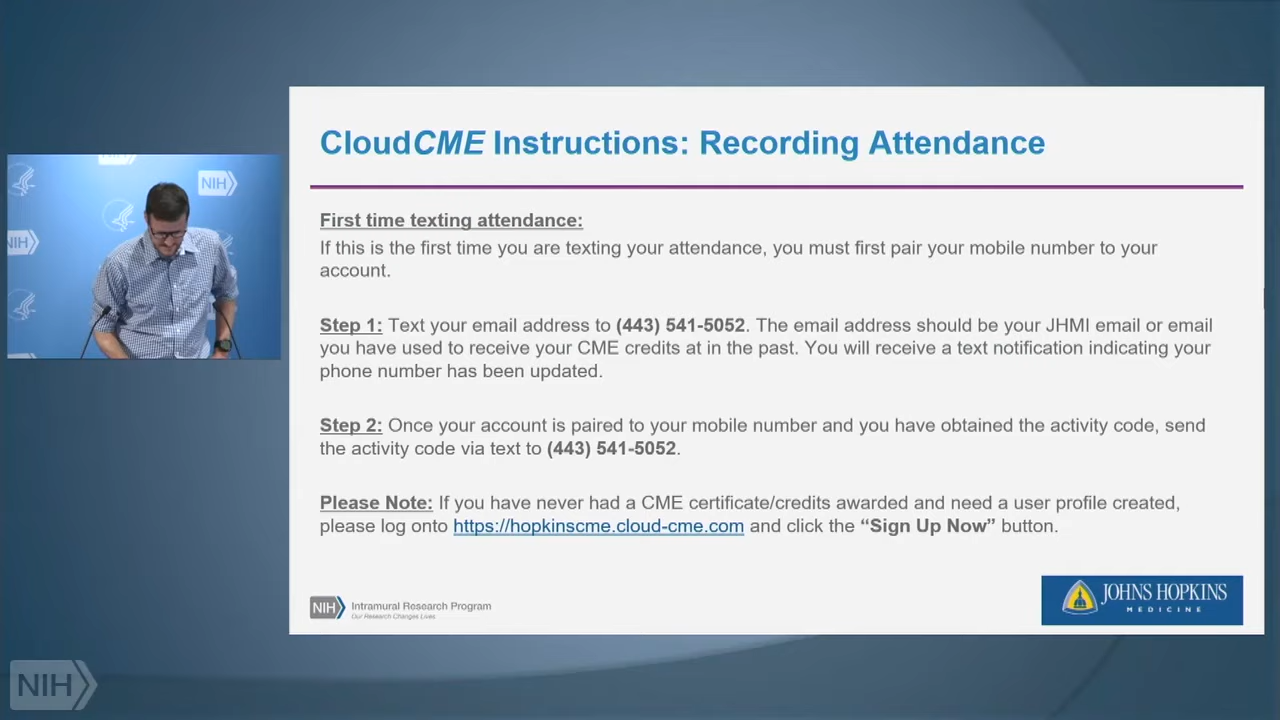 CloudCME Instructions: Recording Attendance
First time texting attendance:
If this is the first time you are texting your attendance, you must first pair your mobile number to your
account.
Step 1: Text your email address to (443) 541-5052. The email address should be your JHMI email or email
you have used to receive your CME credits at in the past. You will receive a text notification indicating your
phone number has been updated.
Step 2: Once your account is paired to your mobile number and you have obtained the activity code, send
the activity code via text to (443) 541-5052.
Please Note: If you have never had a CME certificate/credits awarded and need a user profile created,
please log onto https://hopkinscme.cloud-cme.com and click the “Sign Up Now” button.
NIH
NIH
NIH Intramural Research Program
Our Research Changes Lives
JOHNS HOPKINS
MEDICINE
NIH